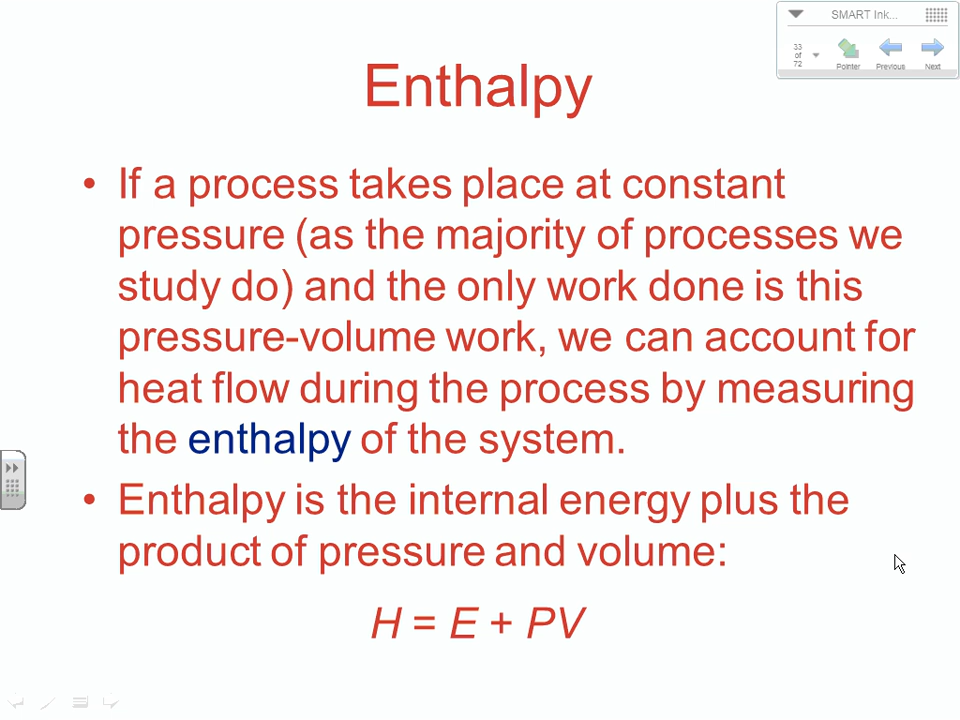 SMART Ink...
33
of
72
Pointer Previous Next
Enthalpy
• If a process takes place at constant
pressure (as the majority of processes we
study do) and the only work done is this
pressure-volume work, we can account for
heat flow during the process by measuring
the enthalpy of the system.
• Enthalpy is the internal energy plus the
product of pressure and volume:
H = E + PV